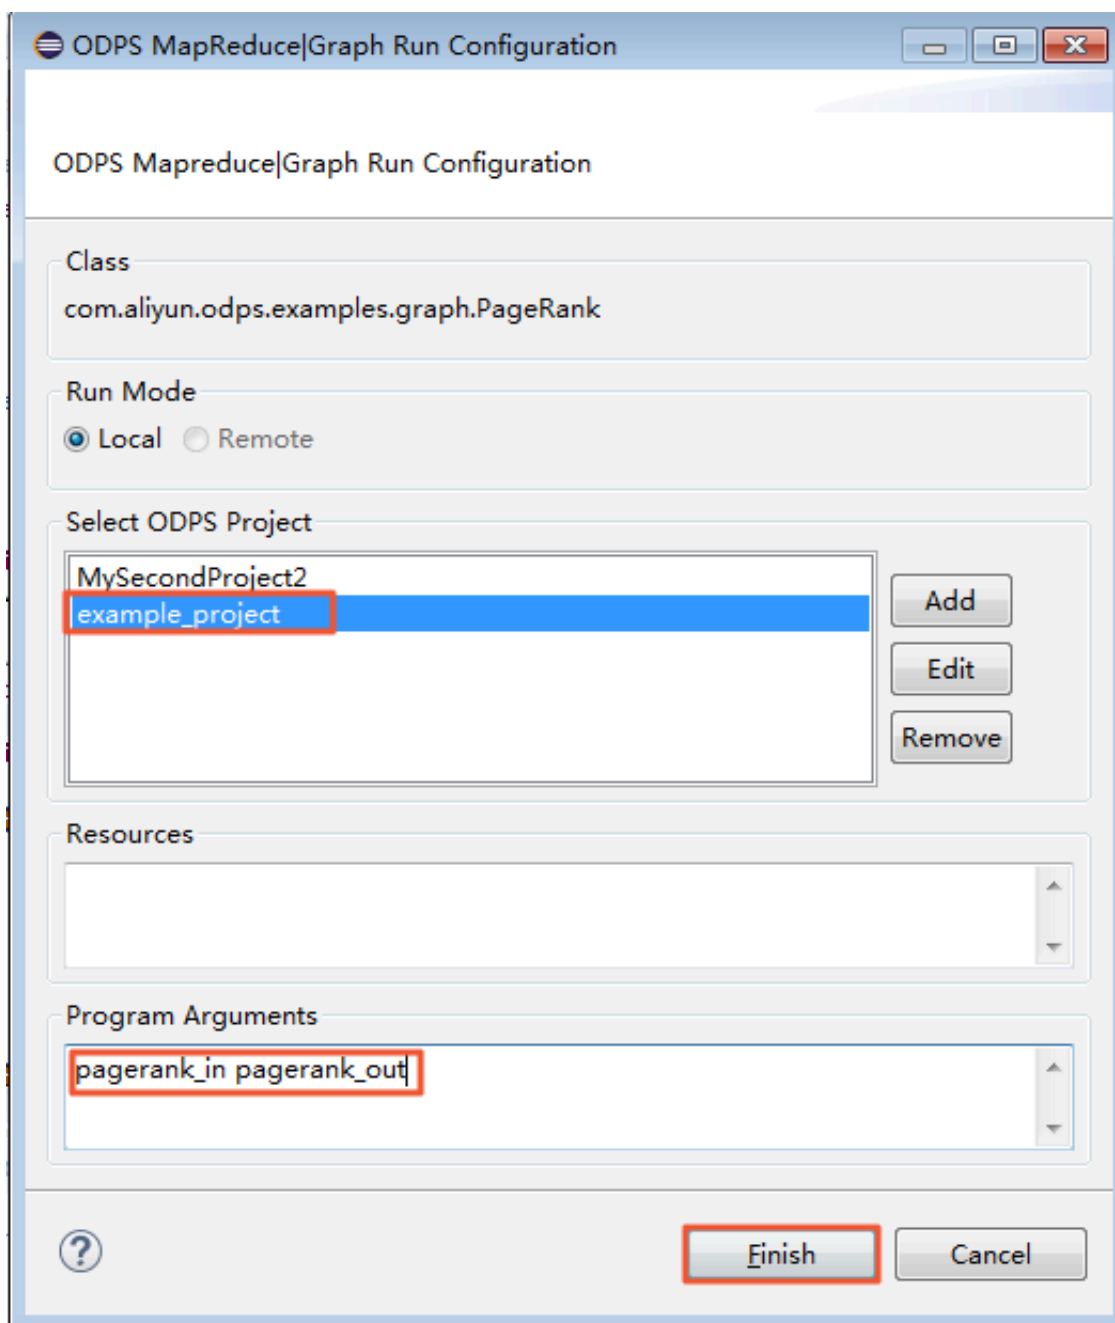 ODPS MapReduce|Graph Run Configuration
ODPS Mapreduce|Graph Run Configuration
Class
com.aliyun.odps.examples.graph.PageRank
Run Mode
Local Remote
Select ODPS Project
MySecondProject2
example_project
Add
Edit
Remove
Resources
Program Arguments
pagerank_in pagerank_out
Finish Cancel